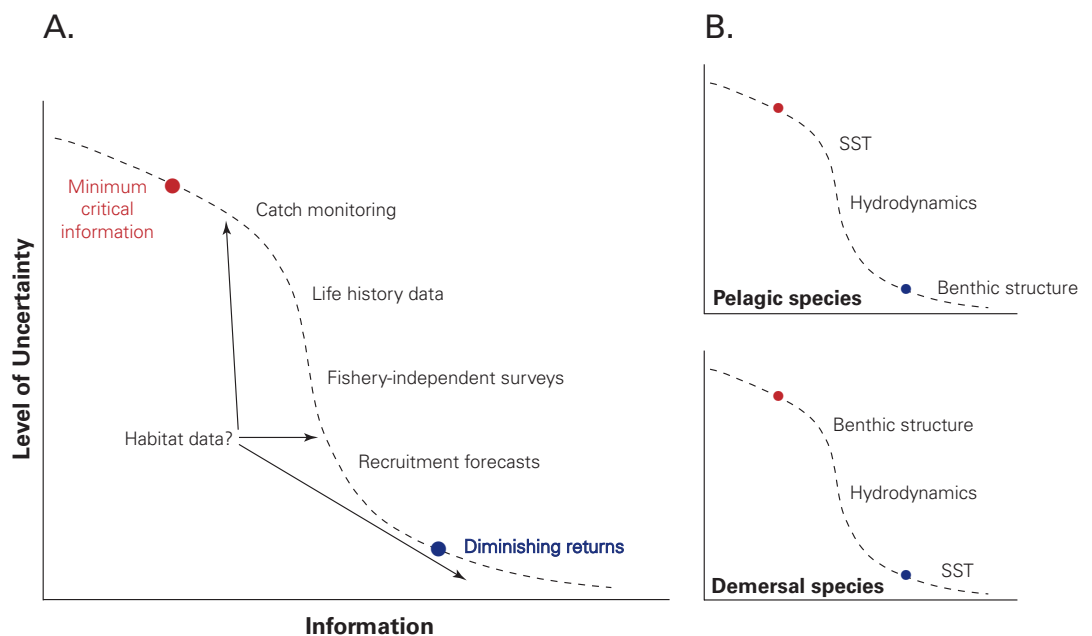 A.
Level of Uncertainty
Minimum
critical
information
Catch monitoring
Life history data
Fishery-independent surveys
Habitat data?
Recruitment forecasts
Diminishing returns
Information
B.
SST
Hydrodynamics
Benthic structure
Pelagic species
Benthic structure
Hydrodynamics
SST
Demersal species